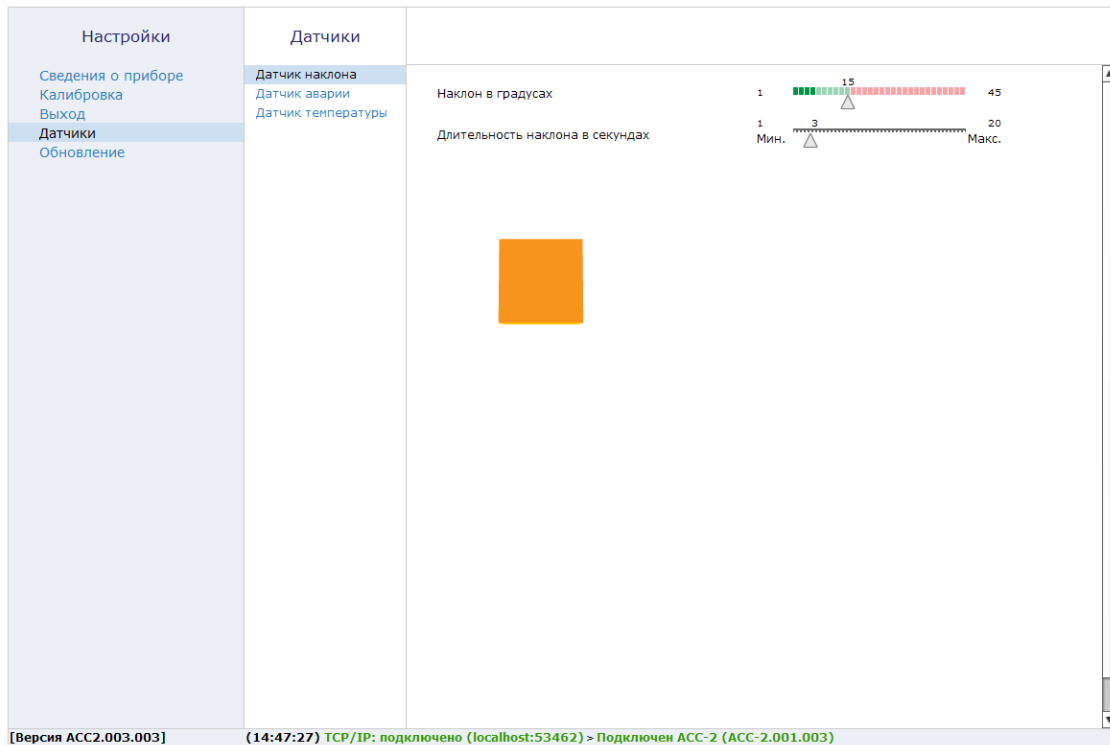 Настройки
Сведения о приборе
Калибровка
Выход
Датчики
Обновление
Датчики
Датчик наклона
Датчик аварии
Датчик температуры
Наклон в градусах
1
15
45
Длительность наклона в секундах
1
3
20
Мин.
Макс.
[Версия ACC2.003.003]
(14:47:27) TCP/IP: подключено (localhost:53462) > Подключен ACC-2 (ACC-2.001.003)